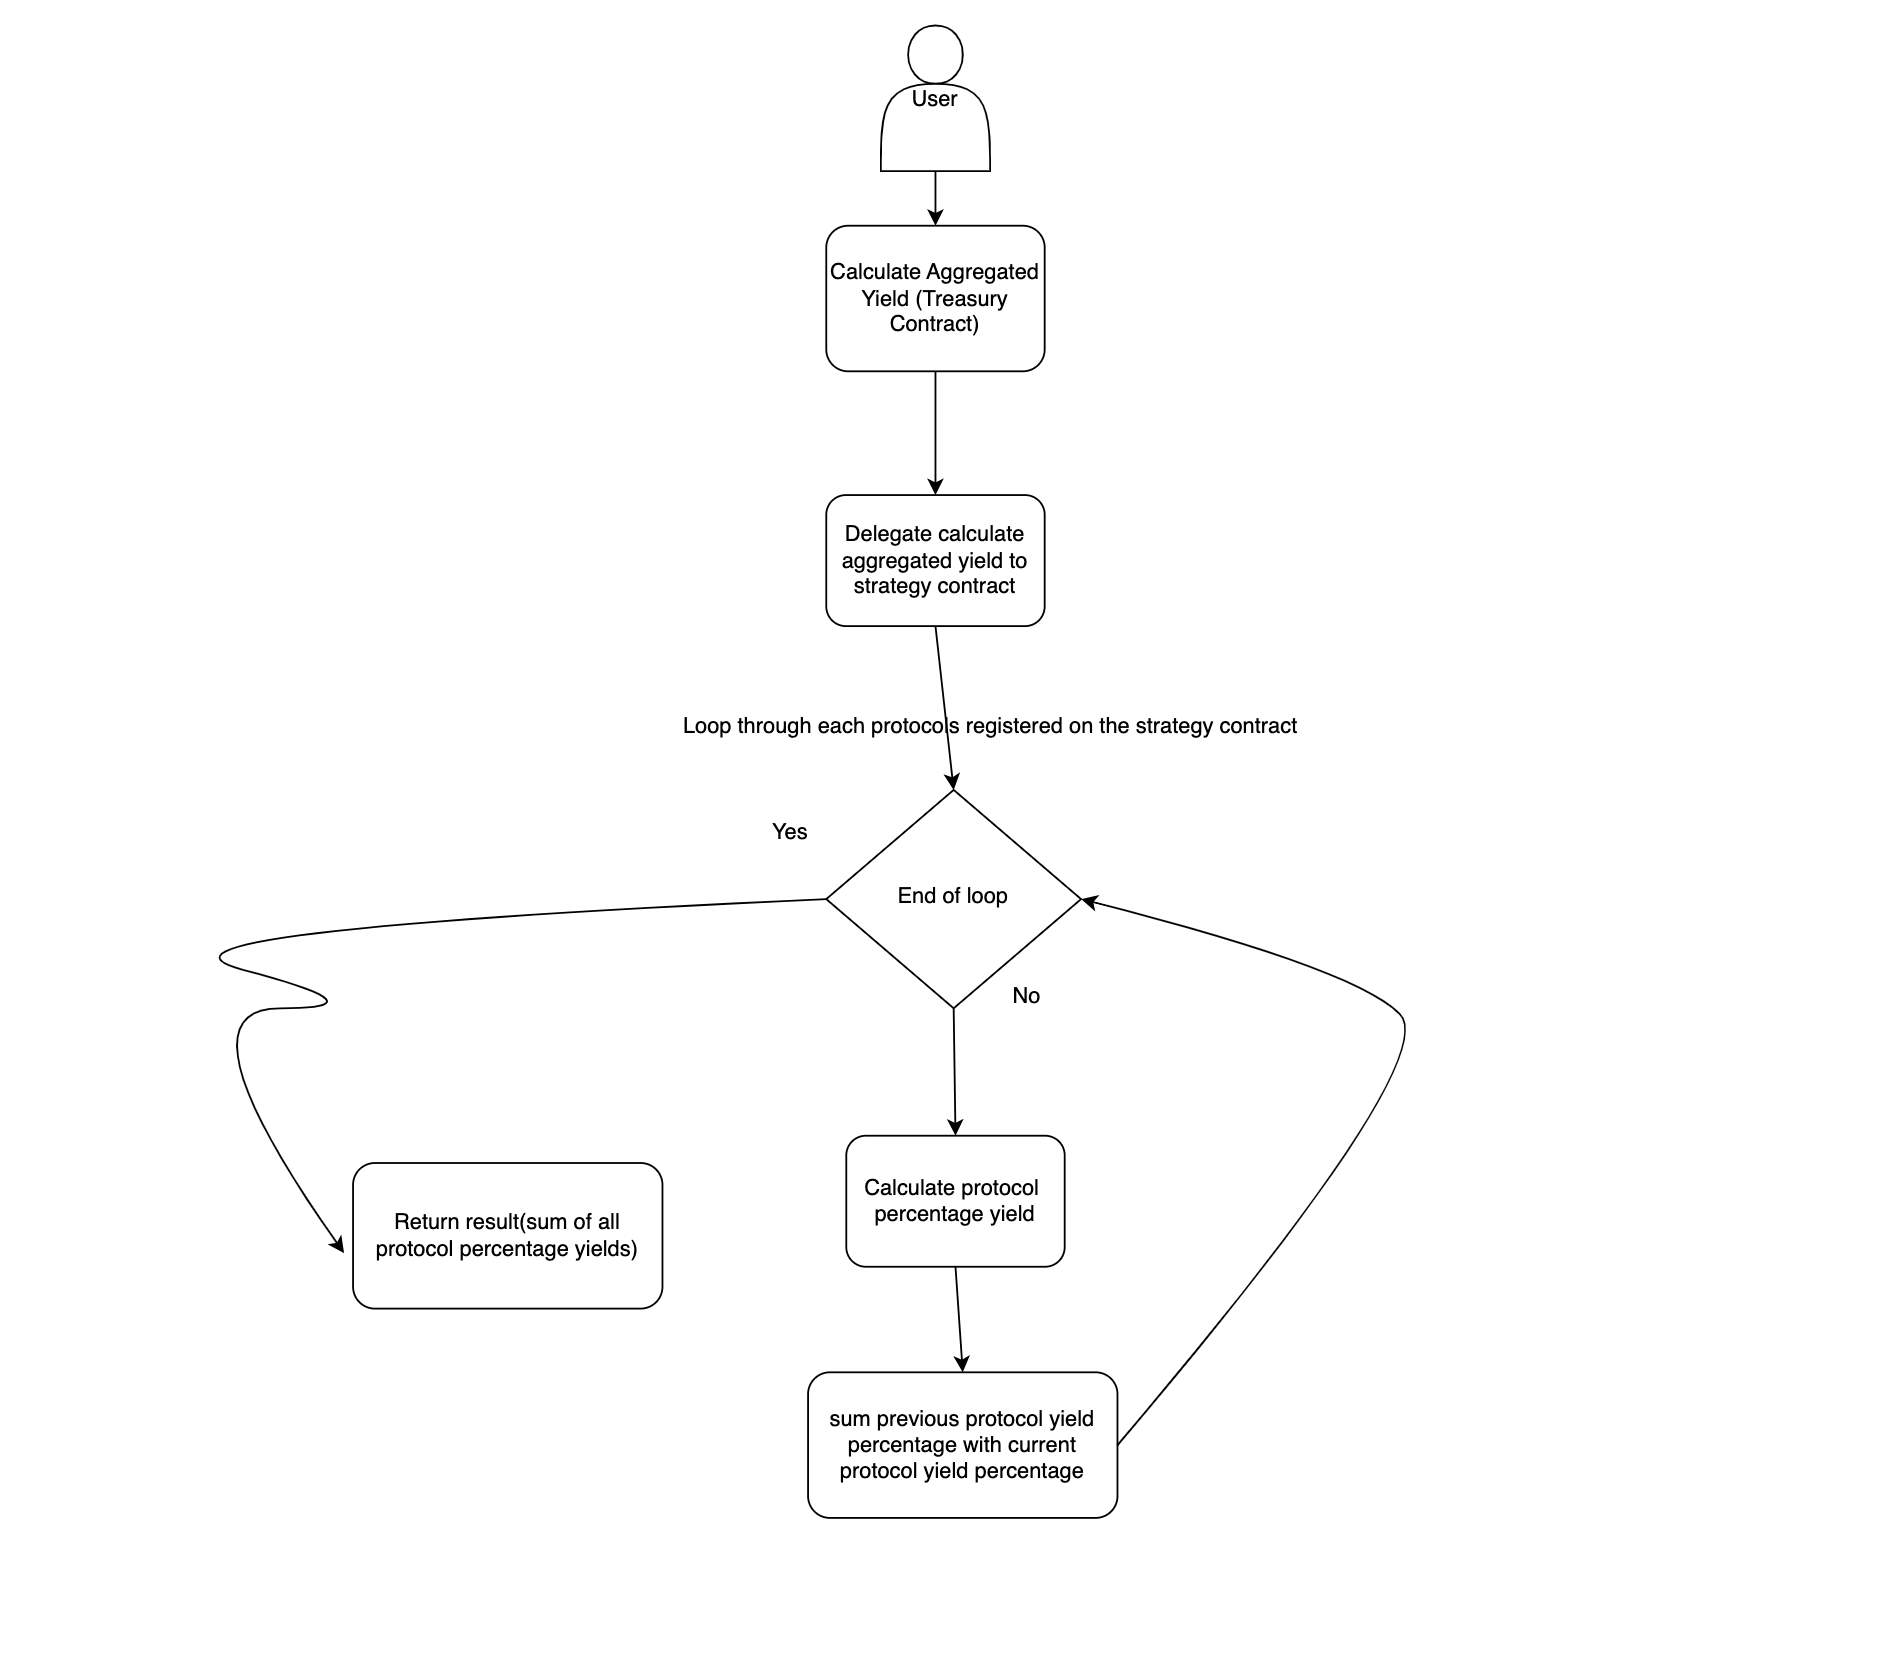 User
Calculate Aggregated
Yield (Treasury
Contract)
Delegate calculate
aggregated yield to
strategy contract
Loop through each protocols registered on the strategy contract
Yes
End of loop
No
Calculate protocol
percentage yield
Return result(sum of all
protocol percentage yields)
sum previous protocol yield
percentage with current
protocol yield percentage